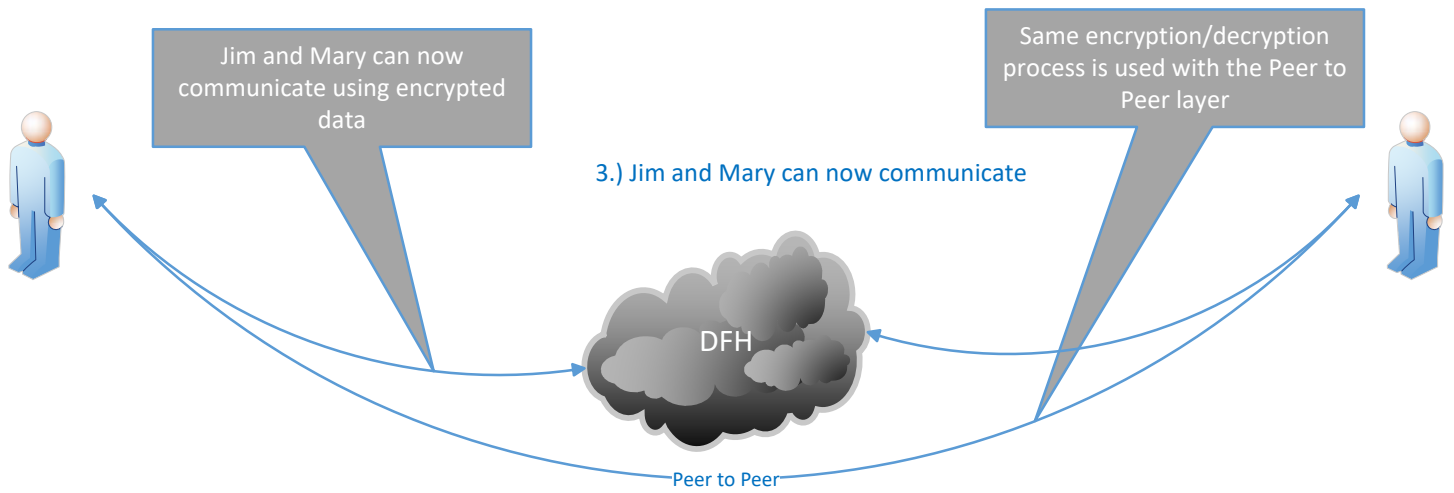 Jim and Mary can now
communicate using encrypted
data
Same encryption/decryption
process is used with the Peer to
Peer layer
3.) Jim and Mary can now communicate
DFH
Peer to Peer